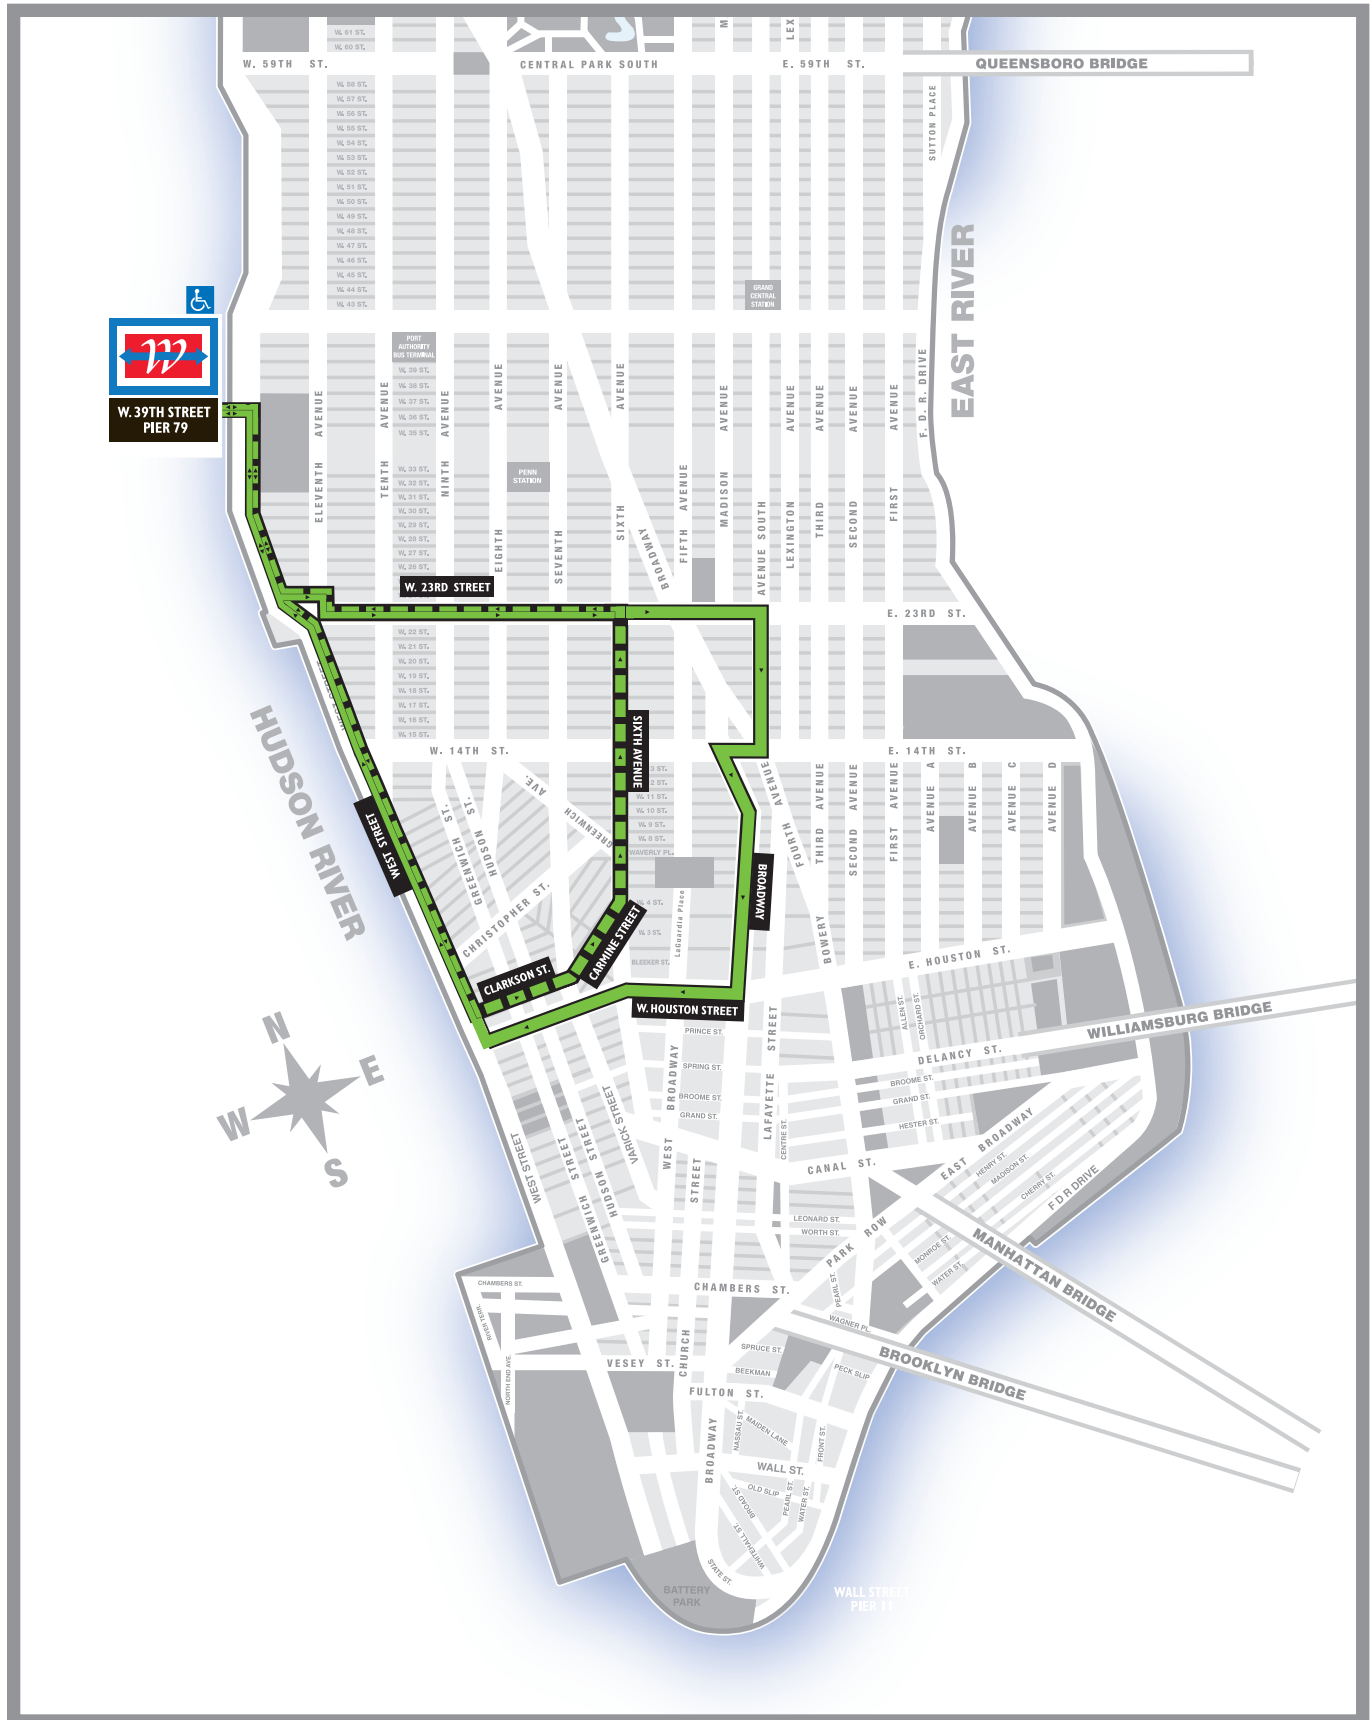 W. 61 ST.
W. 60 ST.
M
LEX
W. 59TH ST.
CENTRAL PARK SOUTH
E. 59TH ST.
QUEENSBORO BRIDGE
W. 58 ST.
W. 57 ST.
W. 56 ST.
W. 55 ST.
W. 54 ST.
W. 53 ST.
W. 52 ST.
W. 51 ST.
W. 50 ST.
W. 49 ST.
W. 48 ST.
W. 47 ST.
W. 46 ST.
W. 45 ST.
W. 44 ST.
W. 43 ST.
SUTTON PLACE
EAST RIVER
GRAND
CENTRAL
STATION
W
W. 39TH STREET
PIER 79
PORT
AUTHORITY
BUS TERMINAL
W. 39 ST.
W. 38 ST.
W. 37 ST.
W. 36 ST.
W. 35 ST.
W. 33 ST.
W. 32 ST.
W. 31 ST.
W. 30 ST.
W. 29 ST.
W. 28 ST.
W. 27 ST.
W. 26 ST.
PENN
STATION
ELEVENTH AVENUE
TENTH AVENUE
NINTH AVENUE
EIGHTH AVENUE
SEVENTH AVENUE
SIXTH AVENUE
BROADWAY
FIFTH AVENUE
MADISON AVENUE
AVENUE SOUTH
LEXINGTON AVENUE
THIRD AVENUE
SECOND AVENUE
FIRST AVENUE
F. D. R. DRIVE
W. 23RD STREET
E. 23RD ST.
W. 22 ST.
W. 21 ST.
W. 20 ST.
W. 19 ST.
W. 18 ST.
W. 17 ST.
W. 16 ST.
W. 15 ST.
W. 14TH ST.
E. 14TH ST.
HUDSON RIVER
WEST STREET
SIXTH AVENUE
3 ST.
2 ST.
W. 11 ST.
W. 10 ST.
W. 9 ST.
W. 8 ST.
WAVERLY PL.
W. 4 ST.
W. 3 ST.
BLEEKER ST.
LaGuardia Place
GREENWICH ST.
HUDSON ST.
GREENWICH AVE.
CHRISTOPHER ST.
CLARKSON ST.
CARMINE STREET
BROADWAY
W. HOUSTON STREET
FOURTH AVENUE
THIRD AVENUE
SECOND AVENUE
FIRST AVENUE
AVENUE A
AVENUE B
AVENUE C
AVENUE D
BOWERY
E. HOUSTON ST.
ALLEN ST.
ORCHARD ST.
WILLIAMSBURG BRIDGE
DELANCY ST.
BROOME ST.
GRAND ST.
HESTER ST.
N
E
W
S
PRINCE ST.
SPRING ST.
BROOME ST.
GRAND ST.
WEST BROADWAY
LAFAYETTE STREET
CENTRE ST.
CANAL ST.
VARICK STREET
HUDSON STREET
GREENWICH STREET
WEST STREET
STREET
CHURCH
EAST BROADWAY
HENRY ST.
MADISON ST.
CHERRY ST.
F D R DRIVE
LEONARD ST.
WORTH ST.
PARK ROW
MONROE ST.
WATER ST.
MANHATTAN BRIDGE
CHAMBERS ST.
CHAMBERS ST.
RIVER TERR.
NORTH END AVE.
PEARL ST.
WAGNER PL.
BROOKLYN BRIDGE
VESEY ST.
SPRUCE ST.
BEEKMAN
PECK SLIP
FULTON ST.
BROADWAY
NASSAU ST.
MAIDEN LANE
FRONT ST.
WALL ST.
OLD SLIP
BROAD ST.
PEARL ST.
WATER ST.
WHITEHALL ST.
STATE ST.
BATTERY
PARK
WALL STREET
PIER 11